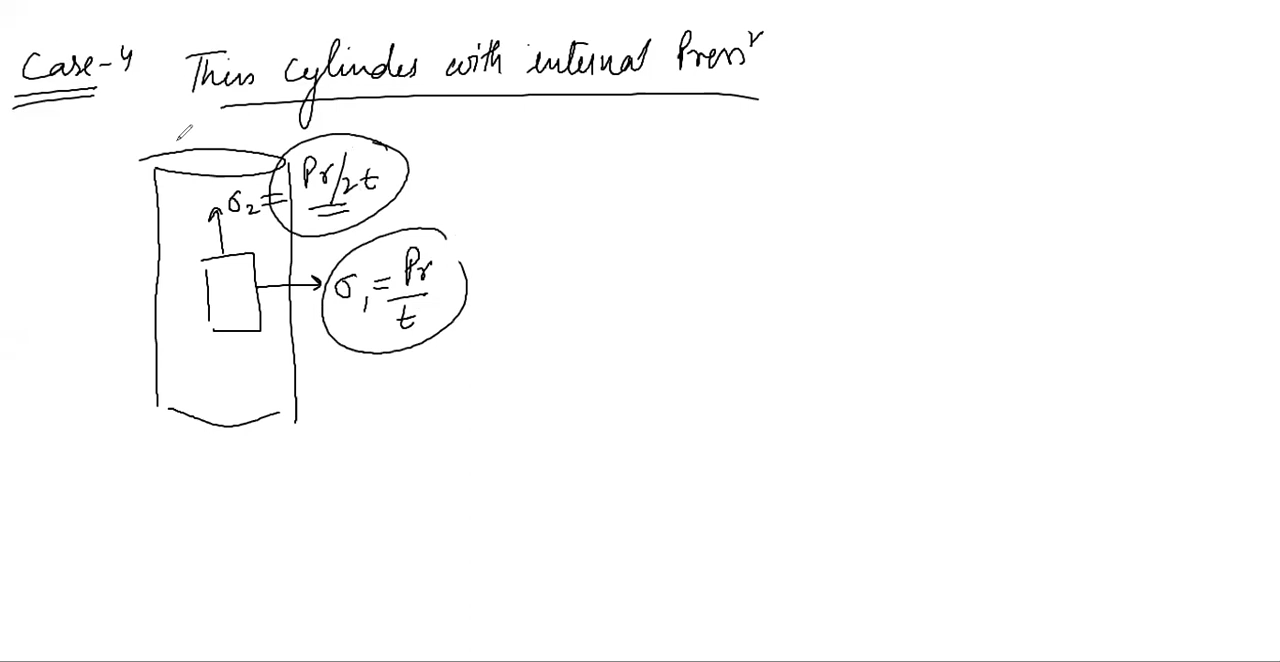 Case-4 Thin cylinder with internal Press^r
σ₂ = Pr/2t
σ₁ = Pr/t